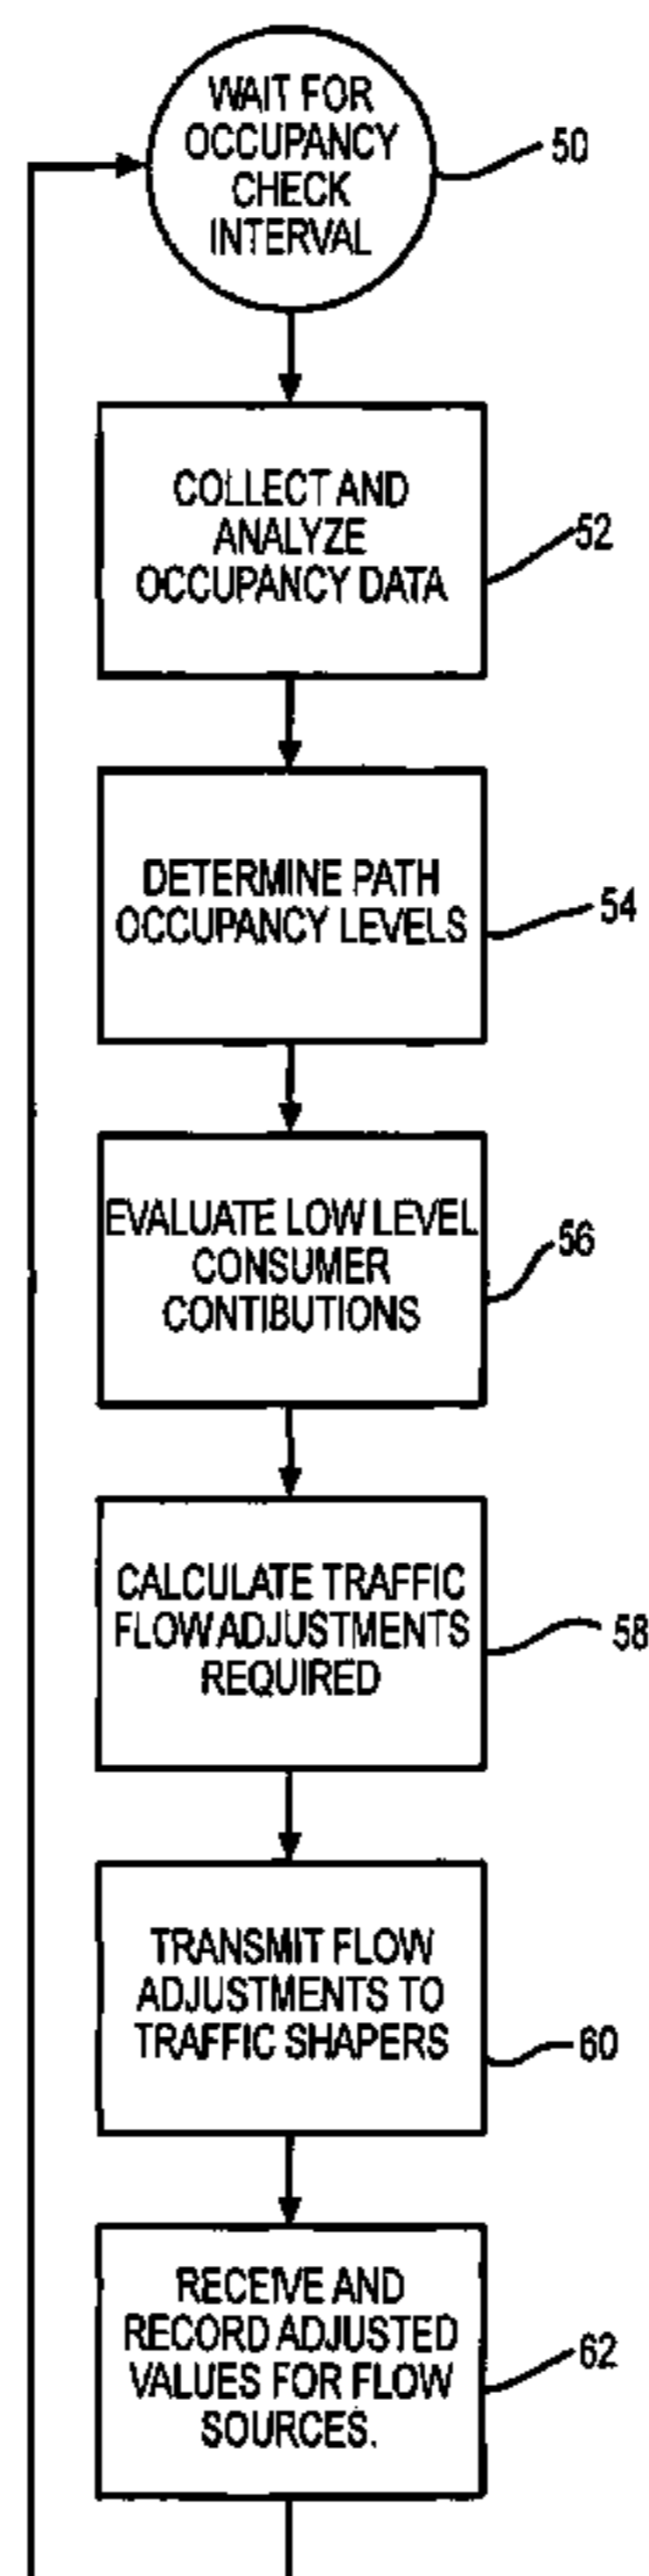 WAIT FOR
OCCUPANCY
CHECK
INTERVAL
50
COLLECT AND
ANALYZE
OCCUPANCY DATA
52
DETERMINE PATH
OCCUPANCY LEVELS
54
EVALUATE LOW LEVEL
CONSUMER
CONTIBUTIONS
56
CALCULATE TRAFFIC
FLOW ADJUSTMENTS
REQUIRED
58
TRANSMIT FLOW
ADJUSTMENTS TO
TRAFFIC SHAPERS
60
RECEIVE AND
RECORD ADJUSTED
VALUES FOR FLOW
SOURCES.
62